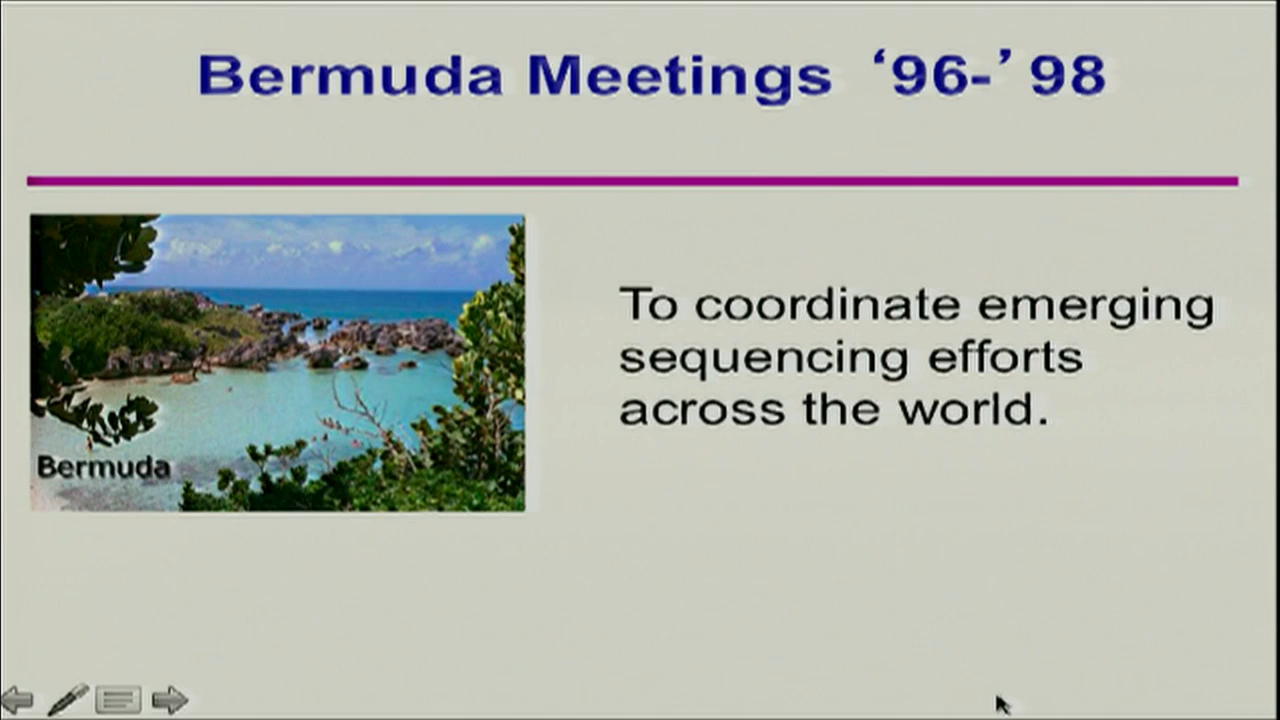 Bermuda Meetings ‘96-’98
To coordinate emerging
sequencing efforts
across the world.
Bermuda